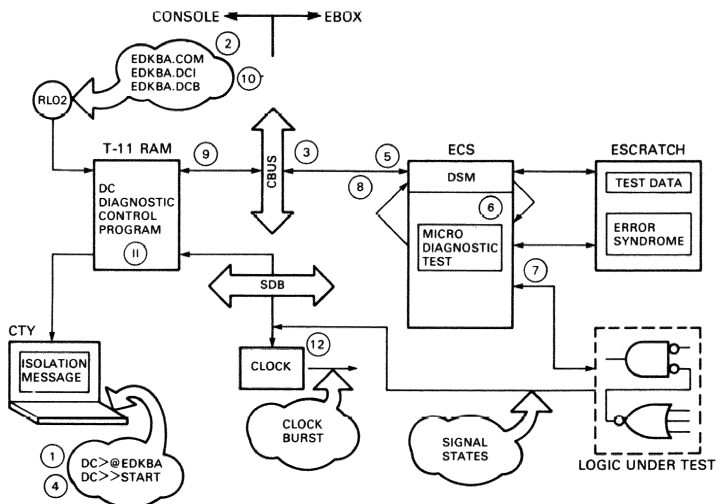 CONSOLE EBOX
2
EDKBA.COM
EDKBA.DCI
EDKBA.DCB
10
RL02
T-11 RAM
9
CBUS
3
5
8
ECS
ESCRATCH
DC
DIAGNOSTIC
CONTROL
PROGRAM
11
DSM
6
MICRO
DIAGNOSTIC
TEST
7
TEST DATA
ERROR
SYNDROME
SDB
CTY
ISOLATION
MESSAGE
CLOCK
12
CLOCK
BURST
SIGNAL
STATES
LOGIC UNDER TEST
1
DC>@EDKBA
4
DC>>START